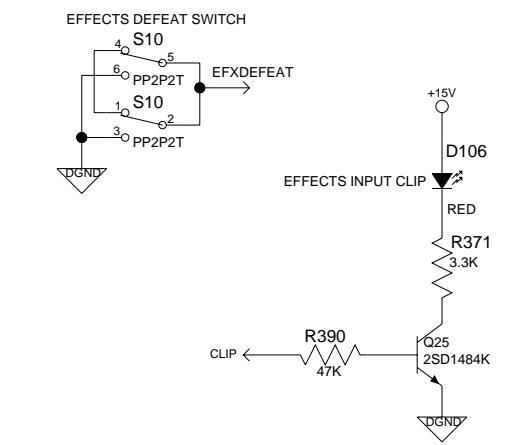 EFFECTS DEFEAT SWITCH
S10
4
5
6
PP2P2T
EFXDEFEAT
S10
1
2
3
PP2P2T
DGND
+15V
D106
EFFECTS INPUT CLIP
RED
R371
3.3K
R390
Q25
CLIP
2SD1484K
47K
DGND